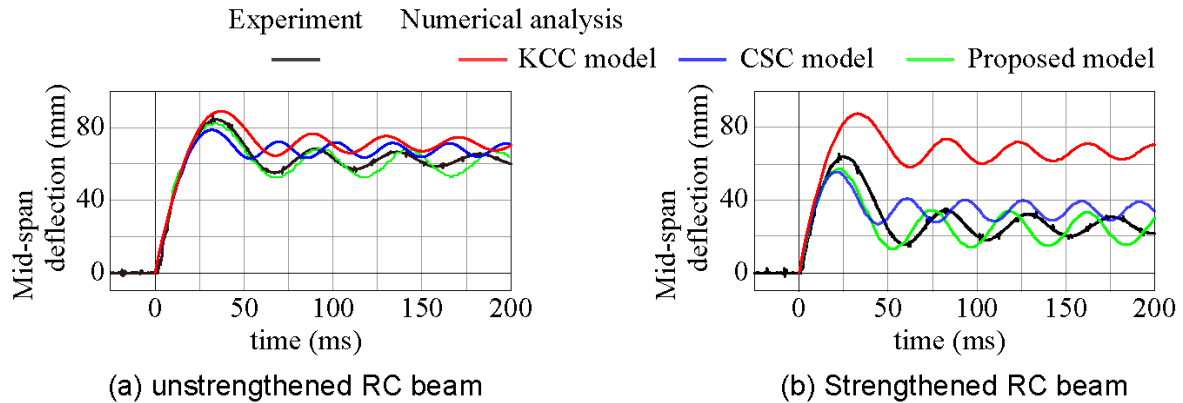 Experiment Numerical analysis
KCC model CSC model Proposed model
Mid-span
deflection (mm)
80
40
0
0 50 100 150 200
time (ms)
(a) unstrengthened RC beam
Mid-span
deflection (mm)
80
40
0
0 50 100 150 200
time (ms)
(b) Strengthened RC beam